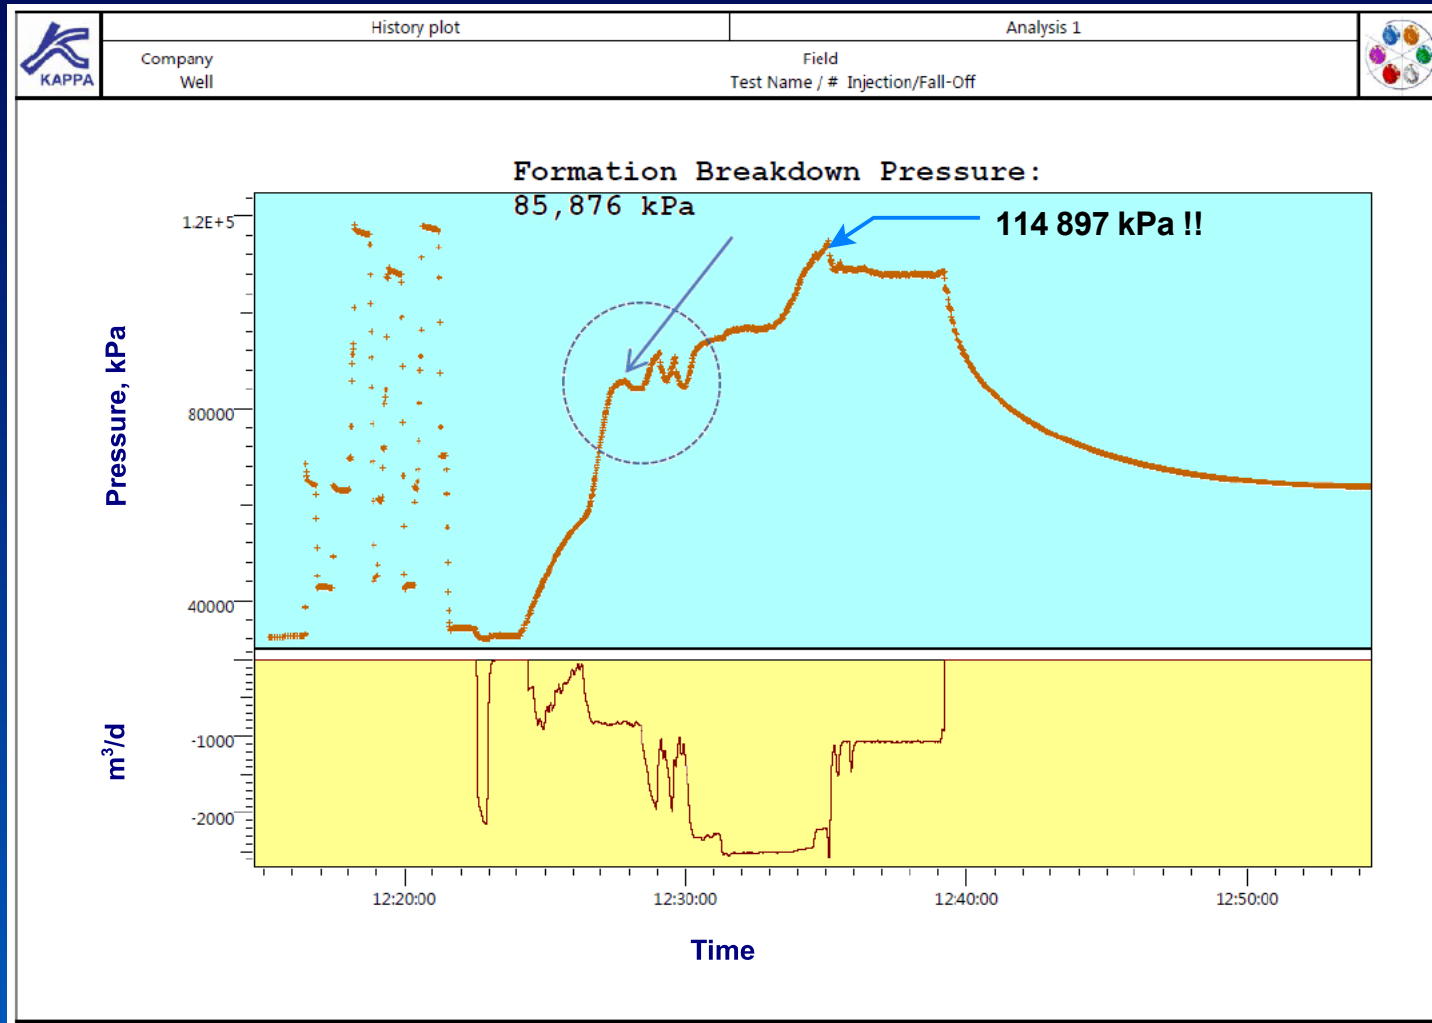 KAPPA
History plot
Analysis 1
Company
Well
Field
Test Name / # Injection/Fall-Off
Formation Breakdown Pressure:
85,876 kPa
114 897 kPa !!
Pressure, kPa
1.2E+5
80000
40000
m³/d
-1000
-2000
12:20:00
12:30:00
12:40:00
12:50:00
Time